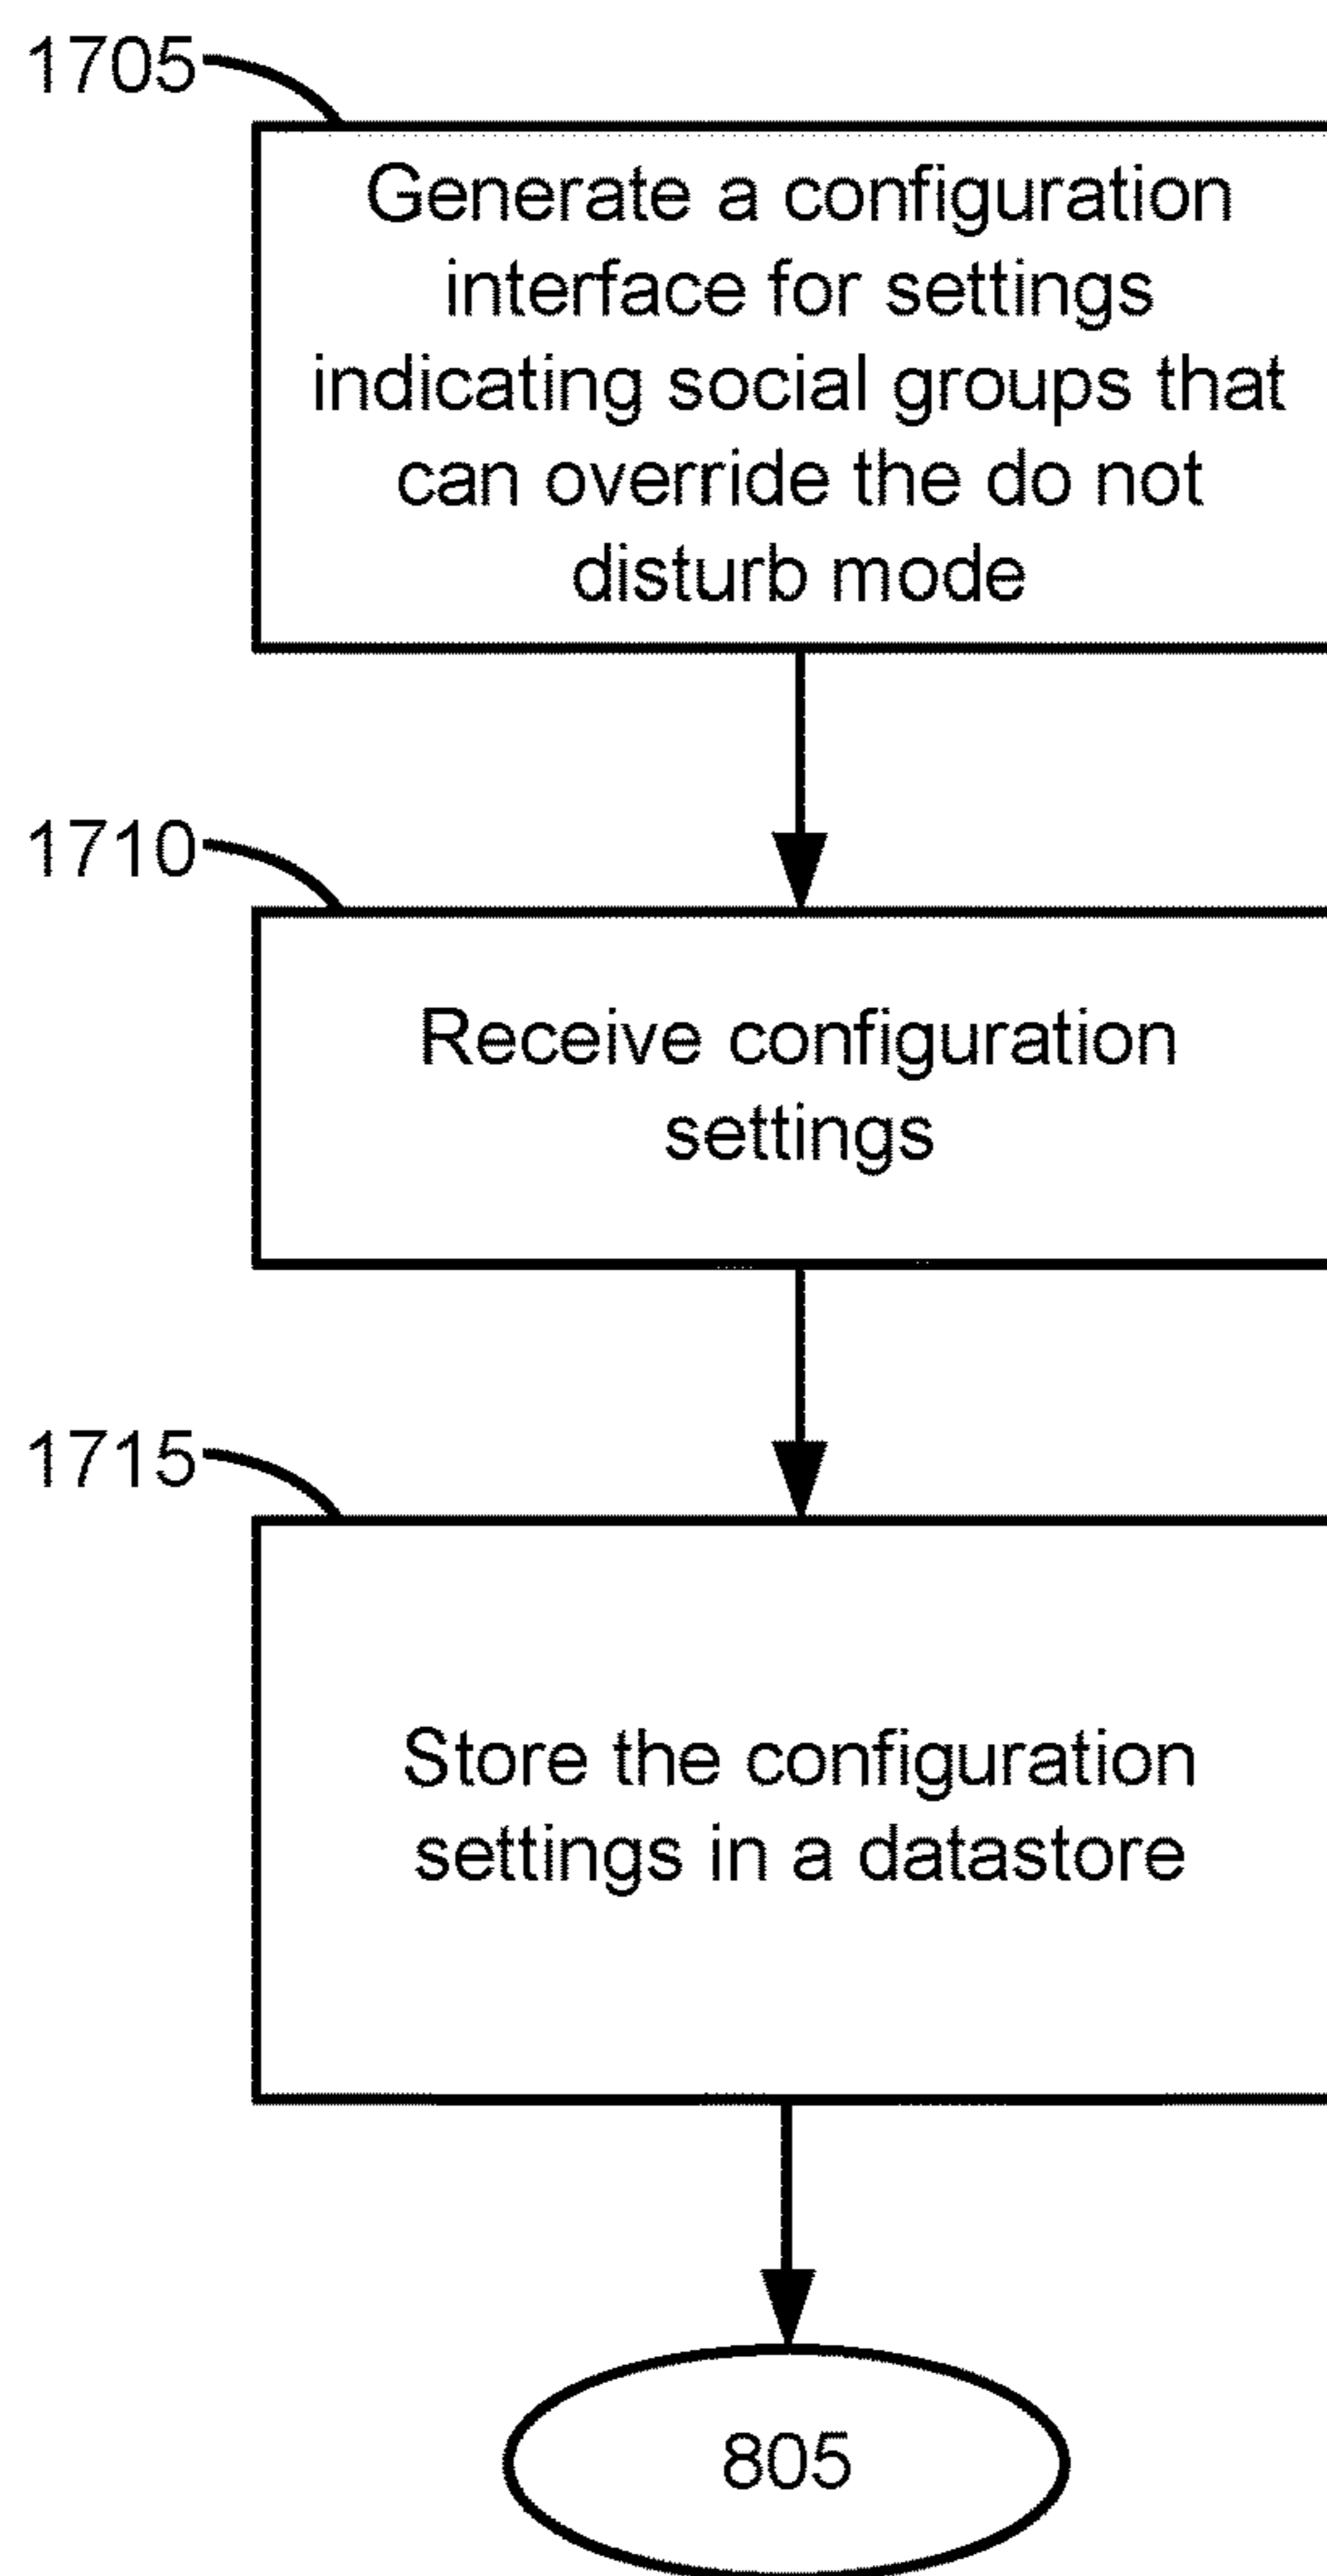 1705
Generate a configuration
interface for settings
indicating social groups that
can override the do not
disturb mode
1710
Receive configuration
settings
1715
Store the configuration
settings in a datastore
805